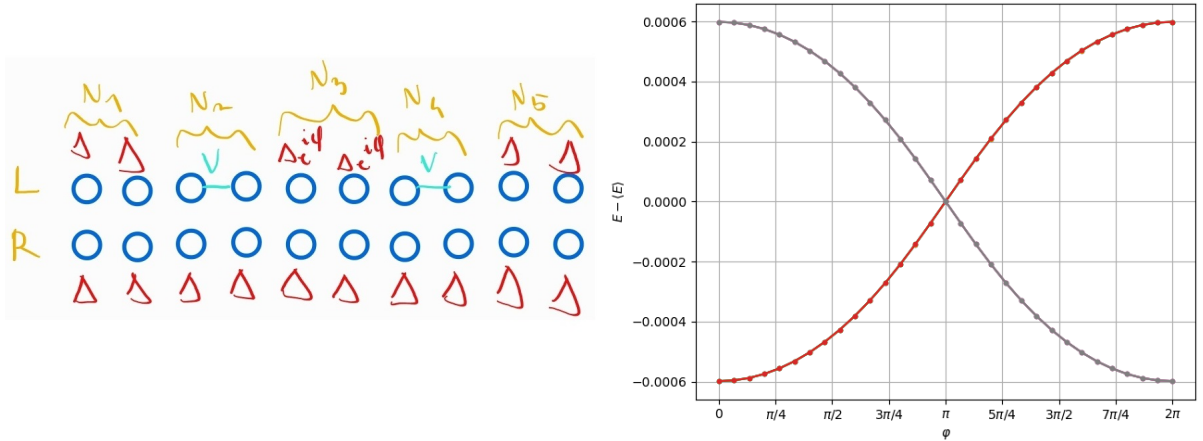 N₁ N₂ N₃ N₄ N₅
Δ Δ V Δe^{iφ} Δe^{iφ} V Δ Δ
L
R
Δ Δ Δ Δ Δ Δ Δ Δ Δ Δ
0.0006
0.0004
0.0002
0.0000
−0.0002
−0.0004
−0.0006
E − ⟨E⟩
0 π/4 π/2 3π/4 π 5π/4 3π/2 7π/4 2π
φ